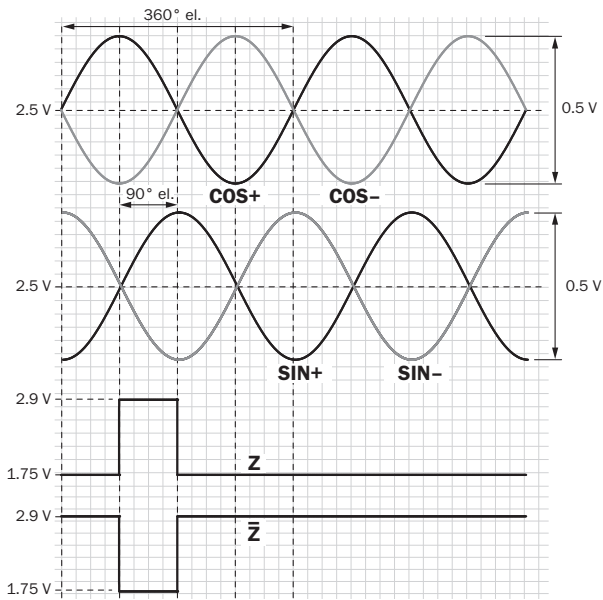 360° el.
2.5 V
0.5 V
90° el.
COS+
COS–
2.5 V
0.5 V
SIN+
SIN–
2.9 V
Z
1.75 V
2.9 V
Z̅
1.75 V